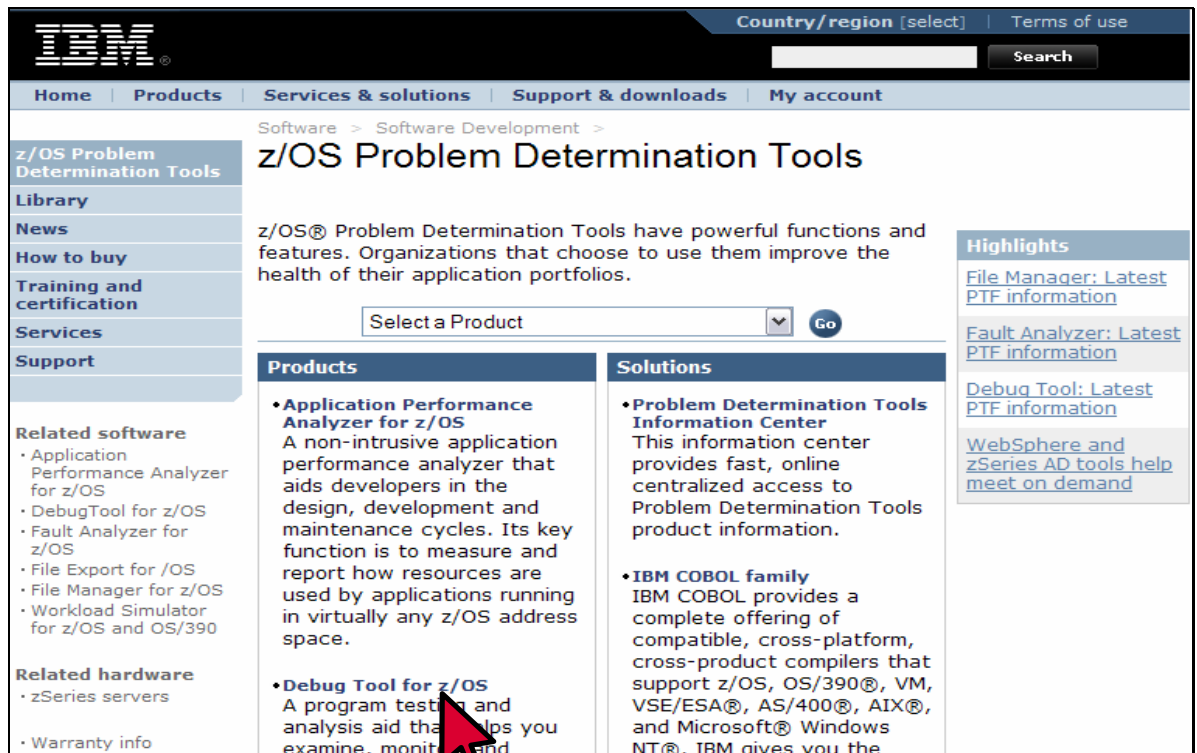 Country/region [select] | Terms of use
IBM®
Search
Home | Products | Services & solutions | Support & downloads | My account
Software > Software Development >
z/OS Problem Determination Tools
z/OS Problem
Determination Tools
Library
News
How to buy
Training and
certification
Services
Support
Related software
· Application
Performance Analyzer
for z/OS
· DebugTool for z/OS
· Fault Analyzer for
z/OS
· File Export for /OS
· File Manager for z/OS
· Workload Simulator
for z/OS and OS/390
Related hardware
· zSeries servers
· Warranty info
z/OS® Problem Determination Tools have powerful functions and
features. Organizations that choose to use them improve the
health of their application portfolios.
Select a Product
Go
Products
•Application Performance
Analyzer for z/OS
A non-intrusive application
performance analyzer that
aids developers in the
design, development and
maintenance cycles. Its key
function is to measure and
report how resources are
used by applications running
in virtually any z/OS address
space.
•Debug Tool for z/OS
A program testing and
analysis aid that helps you
examine, monitor and
Solutions
•Problem Determination Tools
Information Center
This information center
provides fast, online
centralized access to
Problem Determination Tools
product information.
•IBM COBOL family
IBM COBOL provides a
complete offering of
compatible, cross-platform,
cross-product compilers that
support z/OS, OS/390®, VM,
VSE/ESA®, AS/400®, AIX®,
and Microsoft® Windows
NT®. IBM gives you the
Highlights
File Manager: Latest
PTF information
Fault Analyzer: Latest
PTF information
Debug Tool: Latest
PTF information
WebSphere and
zSeries AD tools help
meet on demand